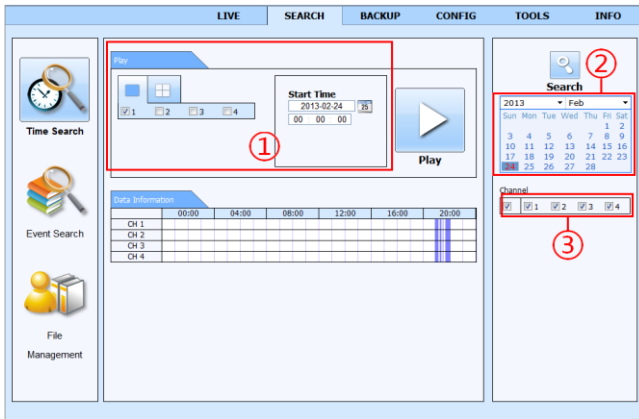 LIVE SEARCH BACKUP CONFIG TOOLS INFO
Time Search
Event Search
File
Management
Play
1 2 3 4
Start Time
2013-02-24 25
00 00 00
Play
1
Data Information
00:00 04:00 08:00 12:00 16:00 20:00
CH 1
CH 2
CH 3
CH 4
Search
2
2013 Feb
Sun Mon Tue Wed Thu Fri Sat
1 2
3 4 5 6 7 8 9
10 11 12 13 14 15 16
17 18 19 20 21 22 23
24 25 26 27 28
Channel
1 2 3 4
3